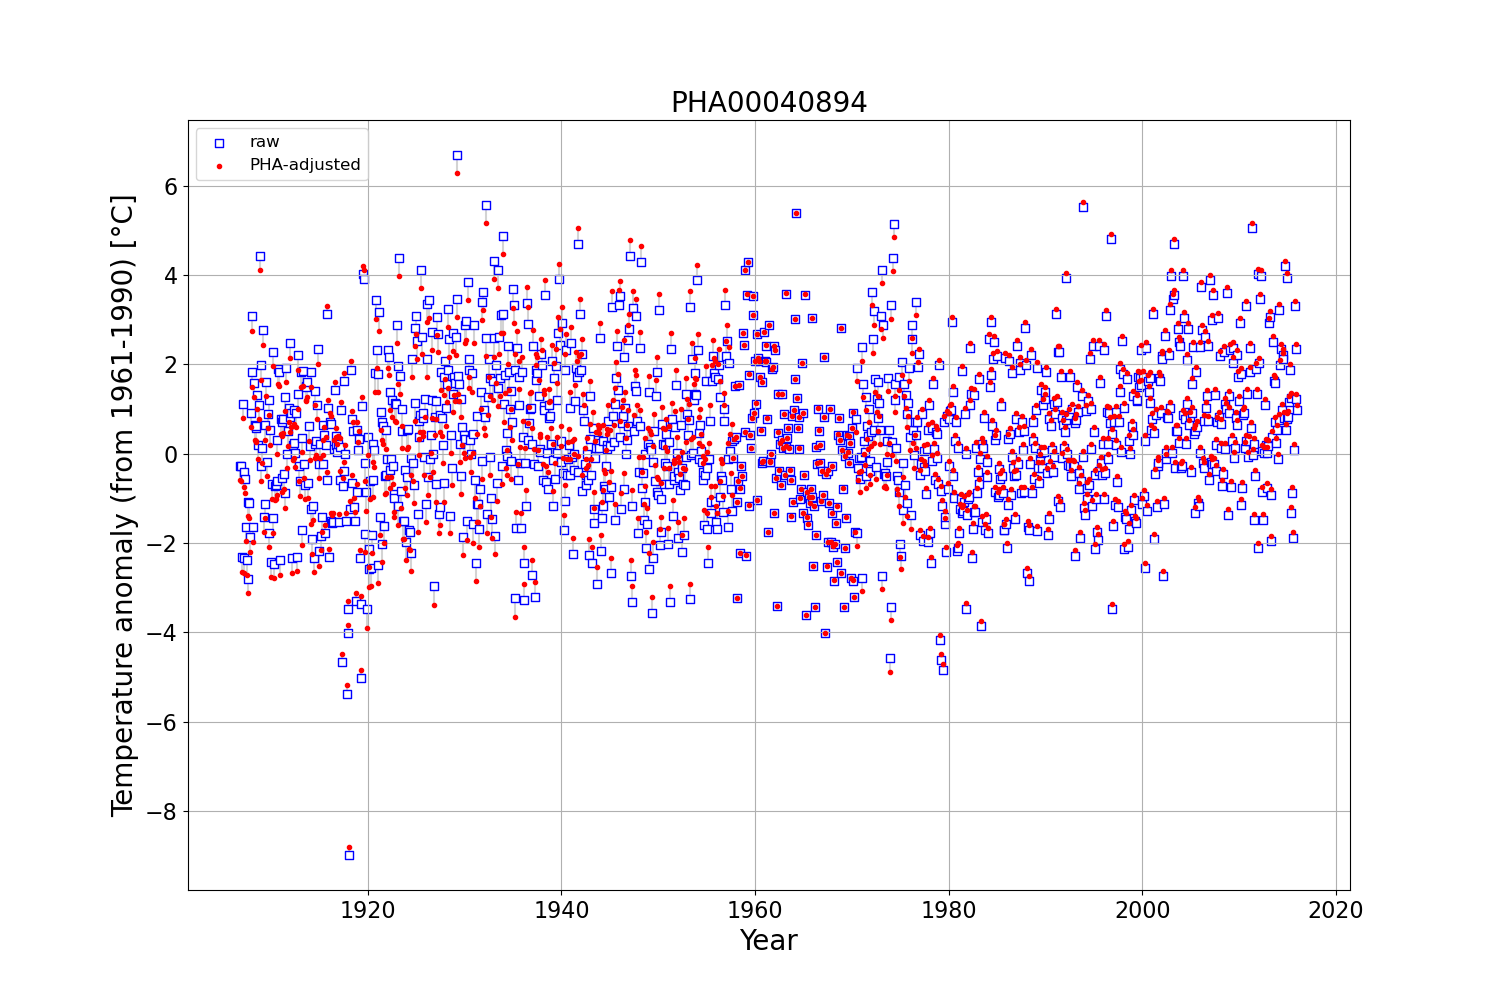 PHA00040894
raw
PHA-adjusted
Temperature anomaly (from 1961-1990) [°C]
6
4
2
0
−2
−4
−6
−8
1920 1940 1960 1980 2000 2020
Year